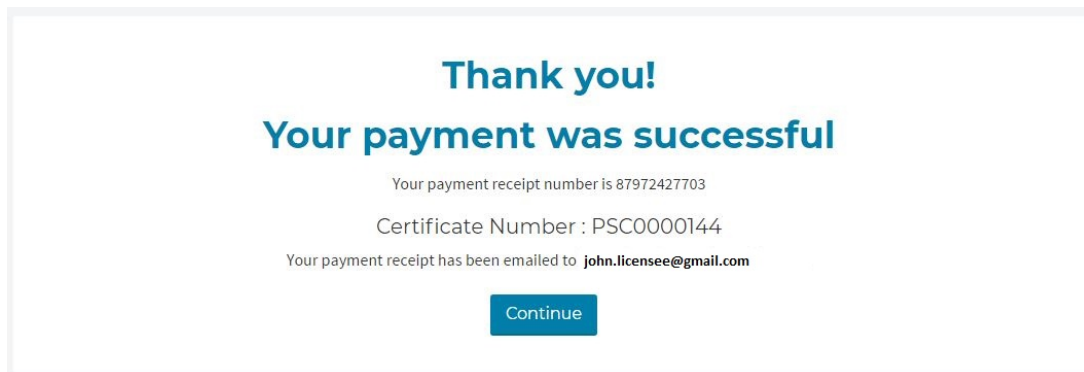 Thank you!
Your payment was successful
Your payment receipt number is 87972427703
Certificate Number : PSC0000144
Your payment receipt has been emailed to john.licensee@gmail.com
Continue